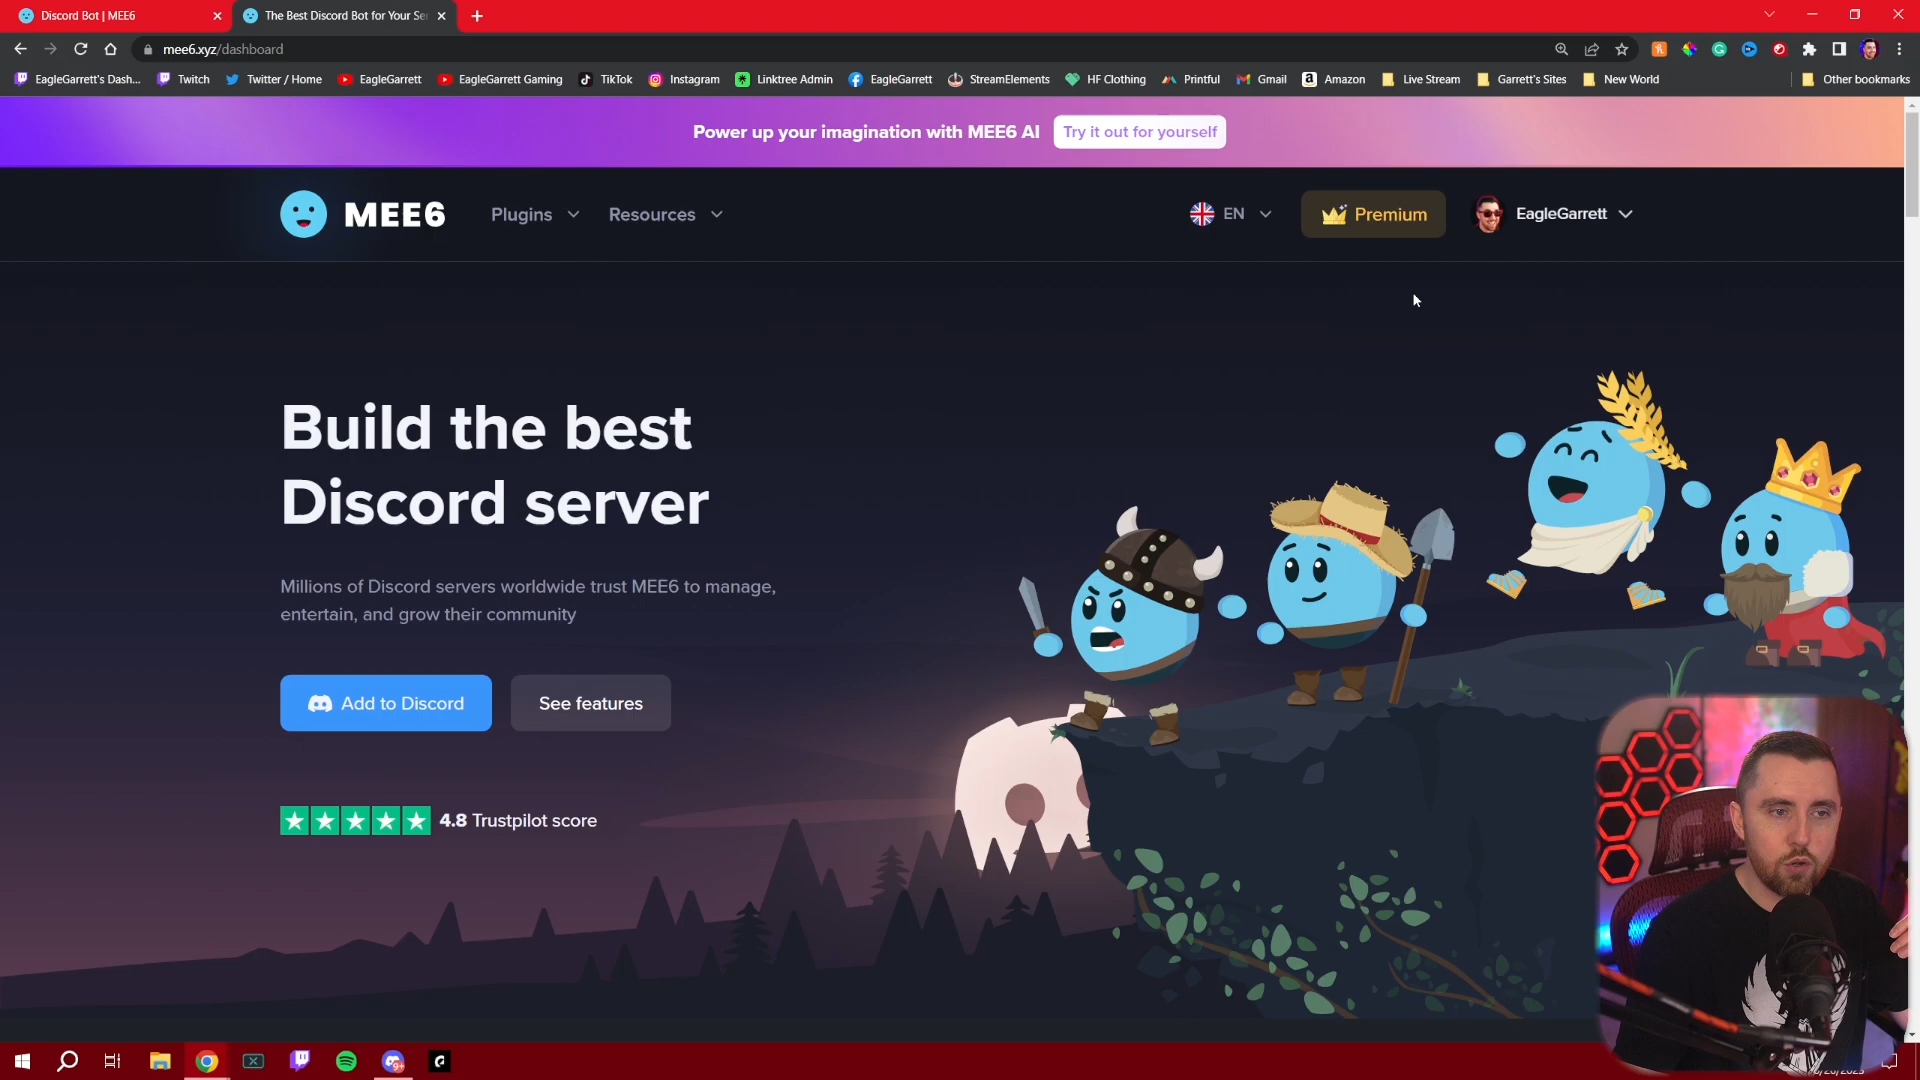 Discord Bot | MEE6
The Best Discord Bot for Your Se
mee6.xyz/dashboard
EagleGarrett's Dash...
Twitch
Twitter / Home
EagleGarrett
EagleGarrett Gaming
TikTok
Instagram
Linktree Admin
EagleGarrett
StreamElements
HF Clothing
Printful
Gmail
Amazon
Live Stream
Garrett's Sites
New World
Other bookmarks
Power up your imagination with MEE6 AI
Try it out for yourself
MEE6
Plugins
Resources
EN
Premium
EagleGarrett
Build the best
Discord server
Millions of Discord servers worldwide trust MEE6 to manage,
entertain, and grow their community
Add to Discord
See features
4.8 Trustpilot score
9+